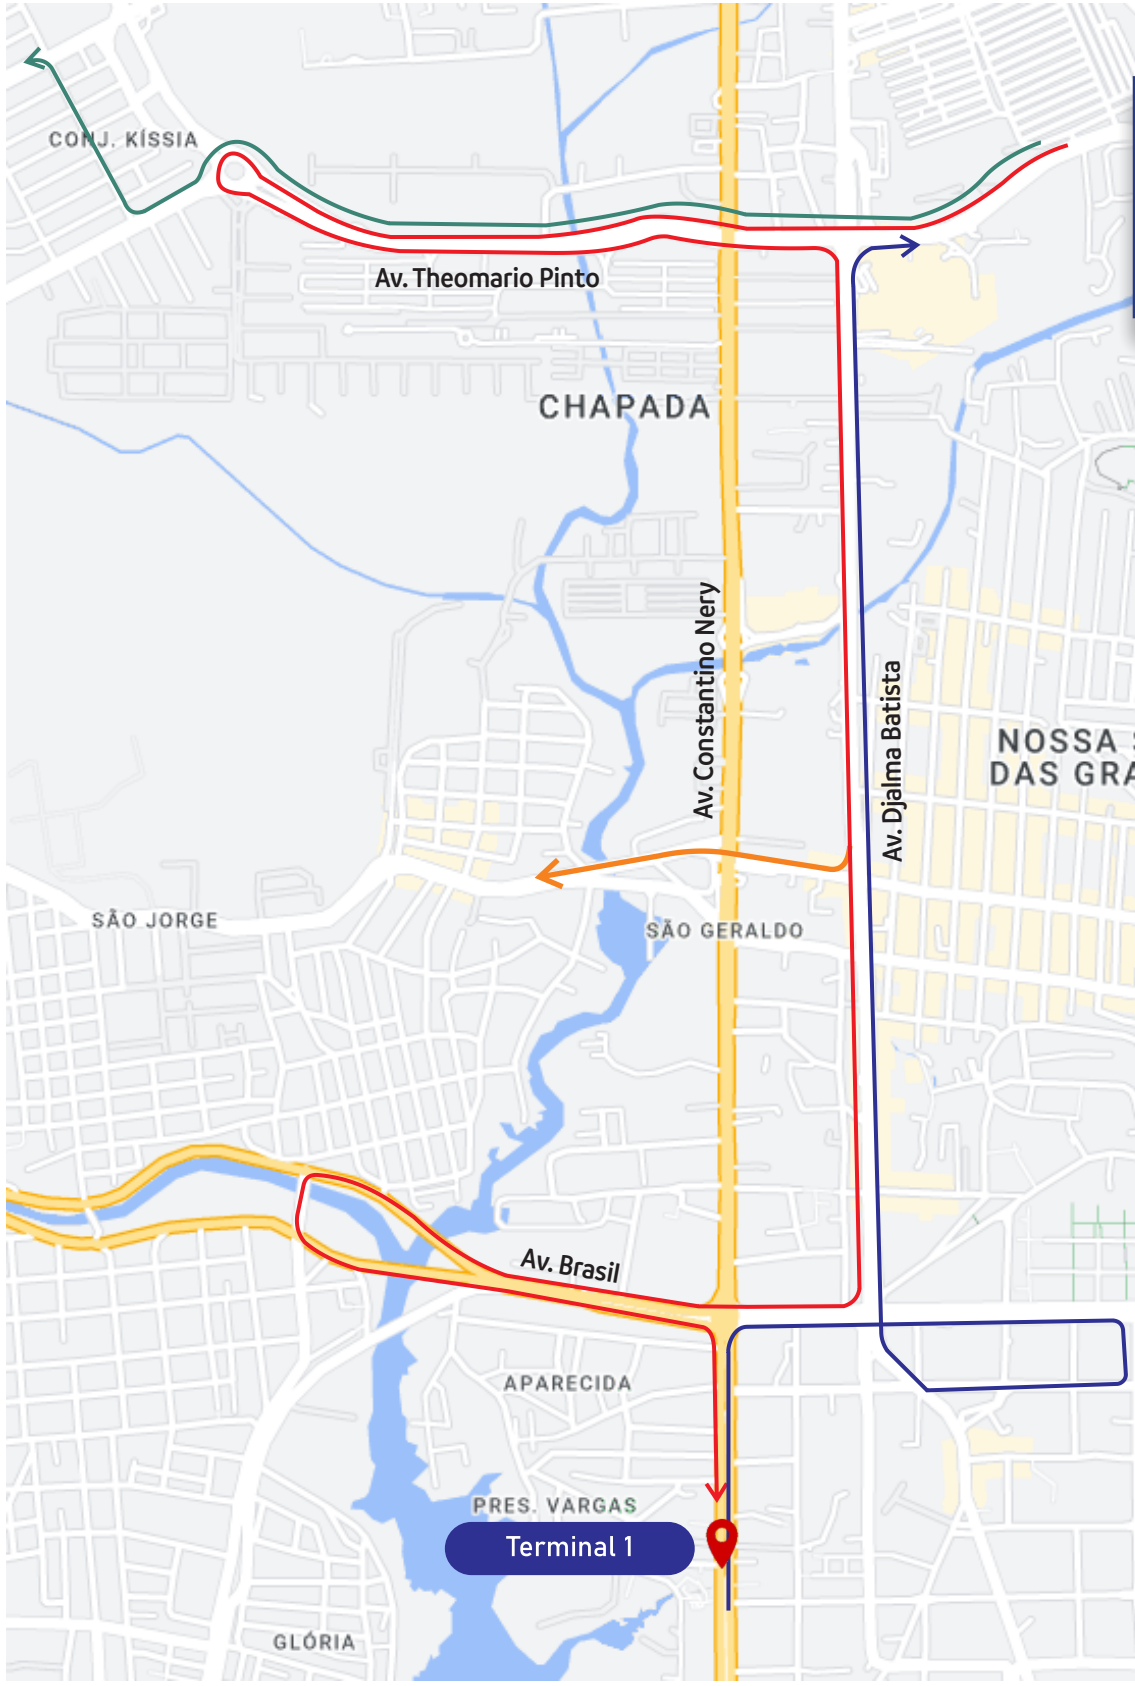 CONJ. KÍSSIA
Av. Theomario Pinto
CHAPADA
Av. Constantino Nery
Av. Djalma Batista
NOSSA S
DAS GRA
SÃO JORGE
SÃO GERALDO
Av. Brasil
APARECIDA
PRES. VARGAS
Terminal 1
GLÓRIA